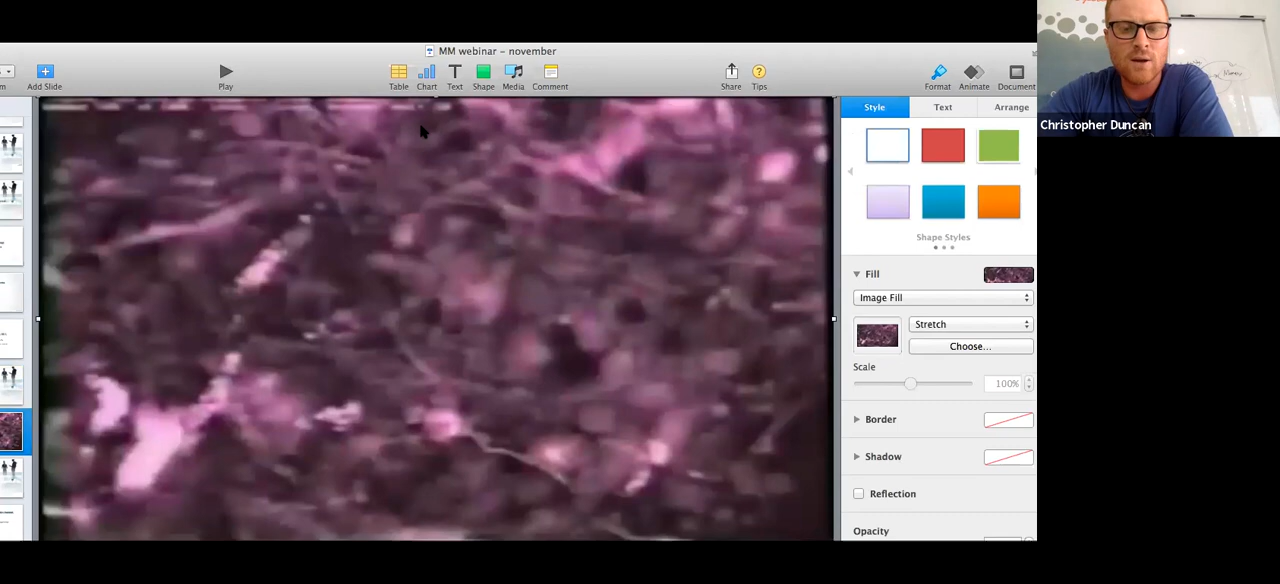 MM webinar – november
Add Slide
Play
Table
Chart
Text
Shape
Media
Comment
Share
Tips
Format
Animate
Document
Style
Text
Arrange
Shape Styles
Fill
Image Fill
Stretch
Choose...
Scale
100%
Border
Shadow
Reflection
Opacity
Christopher Duncan